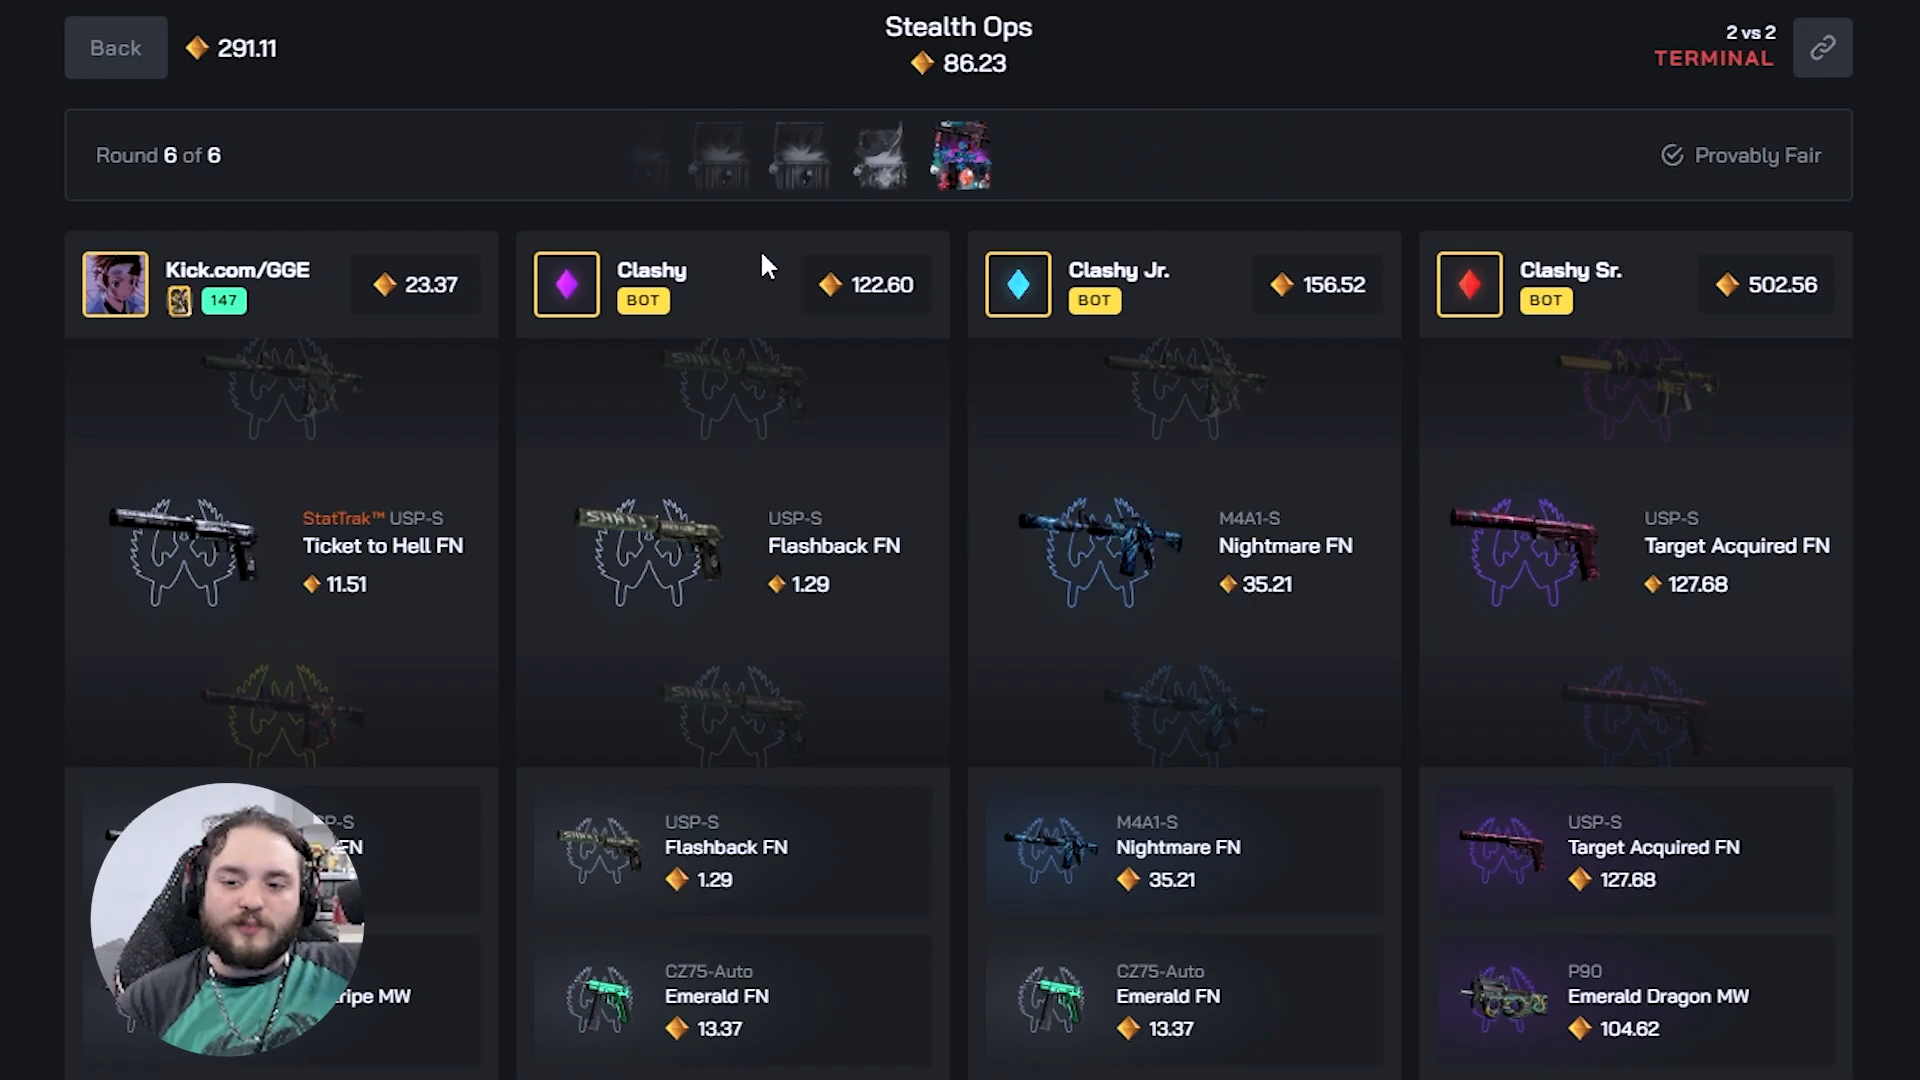 Back
291.11
Stealth Ops
86.23
2 vs 2
TERMINAL
Round 6 of 6
Provably Fair
Kick.com/GGE
147
23.37
Clashy
BOT
122.60
Clashy Jr.
BOT
156.52
Clashy Sr.
BOT
502.56
StatTrak™ USP-S
Ticket to Hell FN
11.51
USP-S
Flashback FN
1.29
M4A1-S
Nightmare FN
35.21
USP-S
Target Acquired FN
127.68
P-S
FN
USP-S
Flashback FN
1.29
M4A1-S
Nightmare FN
35.21
USP-S
Target Acquired FN
127.68
ripe MW
CZ75-Auto
Emerald FN
13.37
CZ75-Auto
Emerald FN
13.37
P90
Emerald Dragon MW
104.62